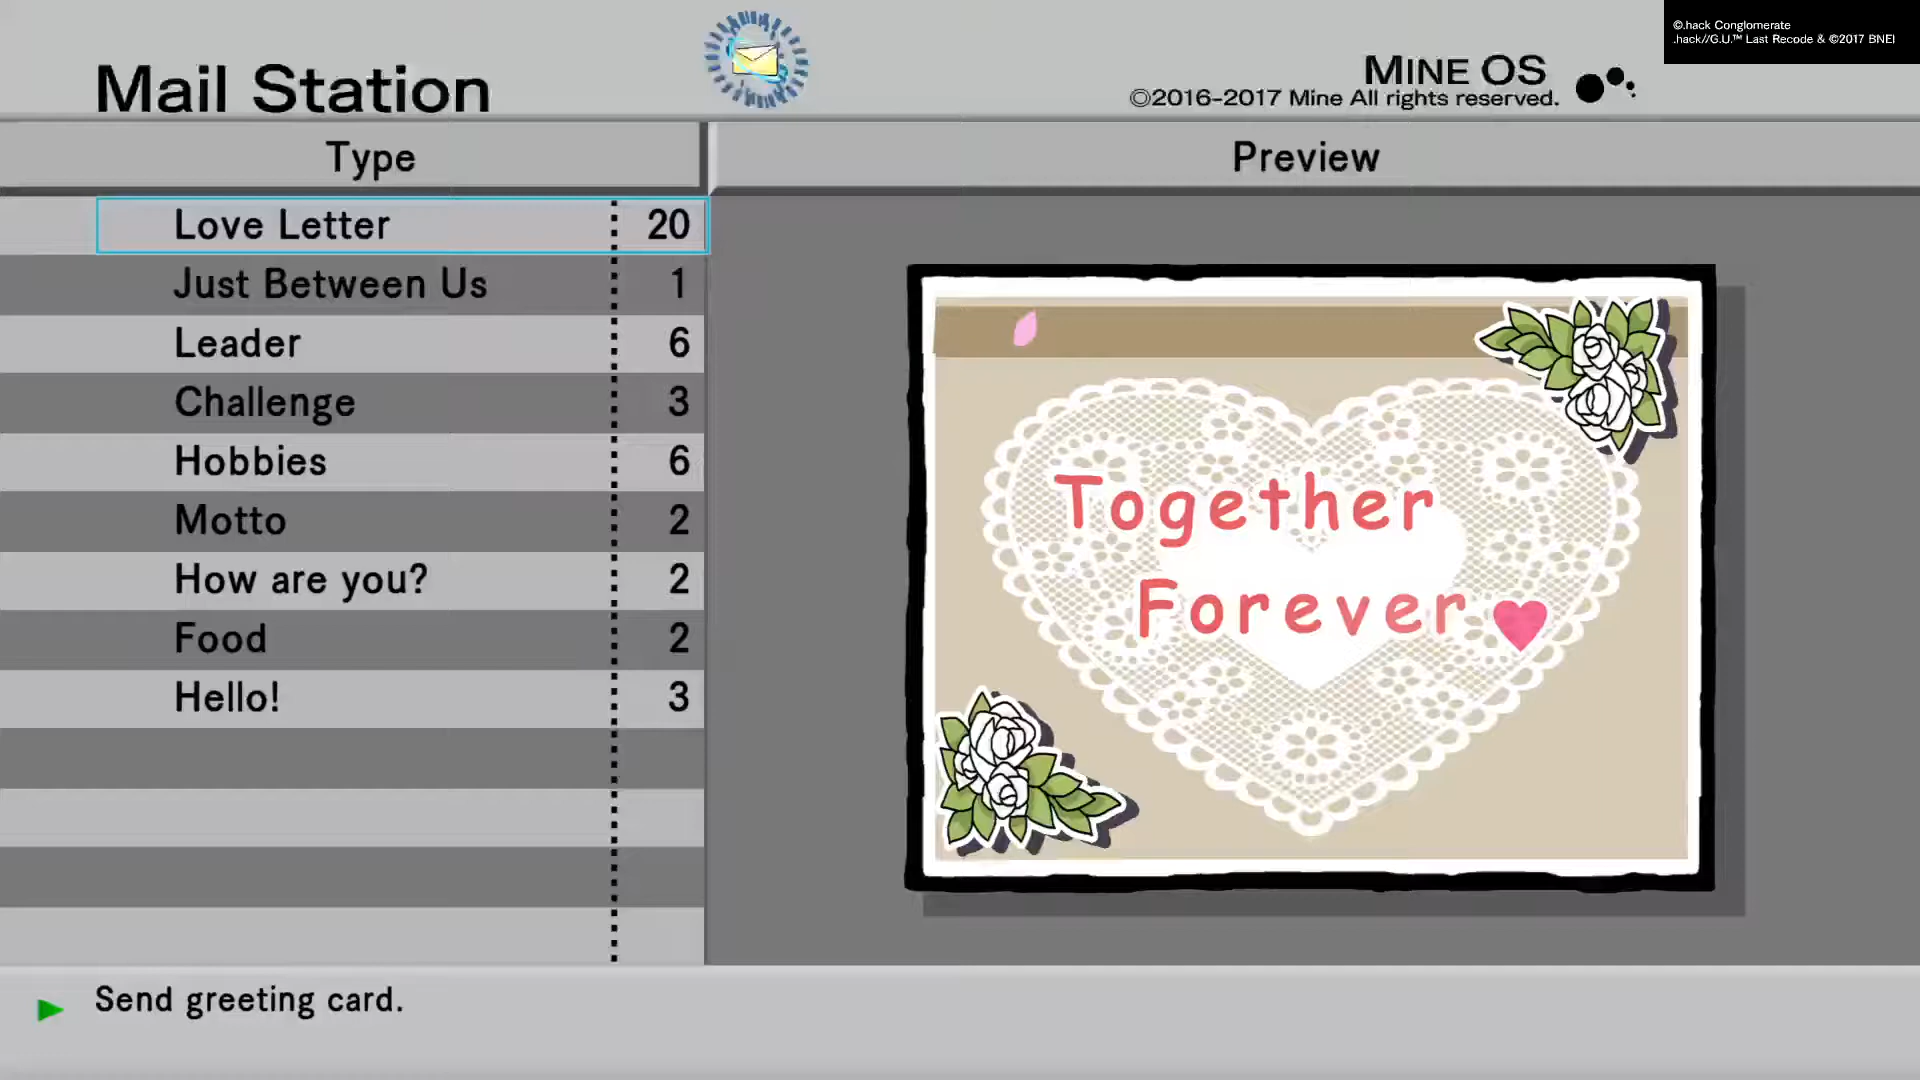 ©.hack Conglomerate
.hack//G.U.™ Last Recode & ©2017 BNEI
Mail Station
MINE OS
©2016-2017 Mine All rights reserved.
Type
Preview
Love Letter 20
Just Between Us 1
Leader 6
Challenge 3
Hobbies 6
Motto 2
How are you? 2
Food 2
Hello! 3
Together
Forever
Send greeting card.